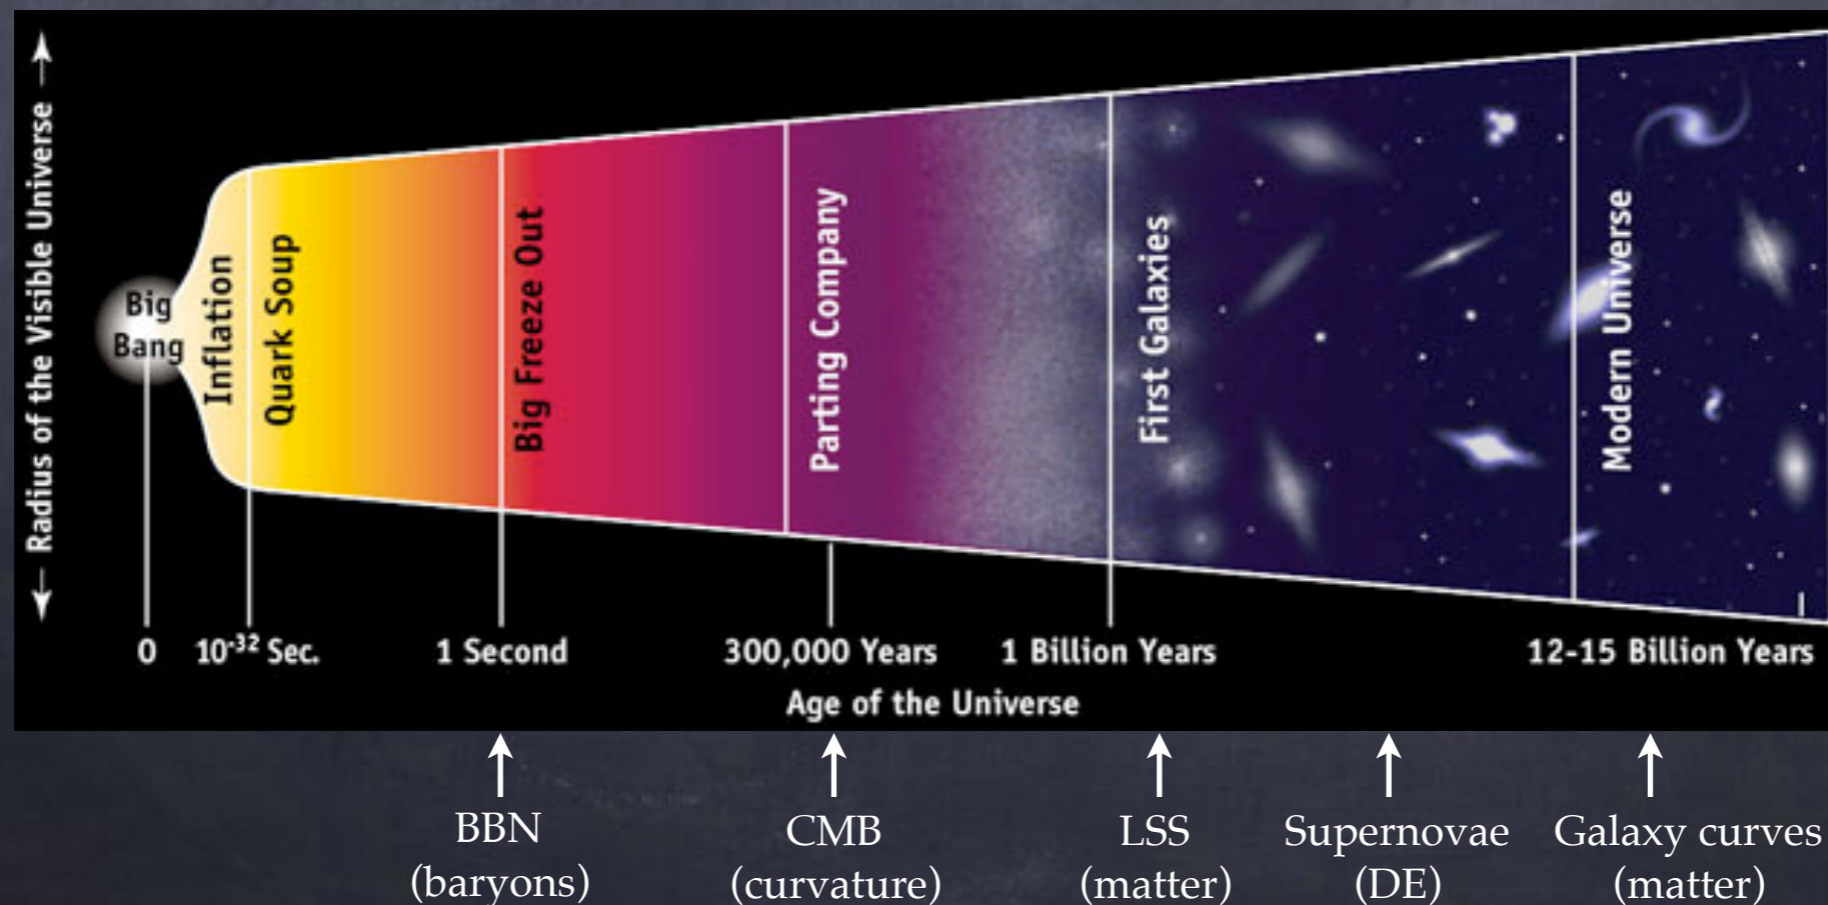 ← Radius of the Visible Universe →
Big
Bang
Inflation
Quark Soup
Big Freeze Out
Parting Company
First Galaxies
Modern Universe
0
10-32 Sec.
1 Second
300,000 Years
1 Billion Years
12-15 Billion Years
Age of the Universe
BBN
(baryons)
CMB
(curvature)
LSS
(matter)
Supernovae
(DE)
Galaxy curves
(matter)